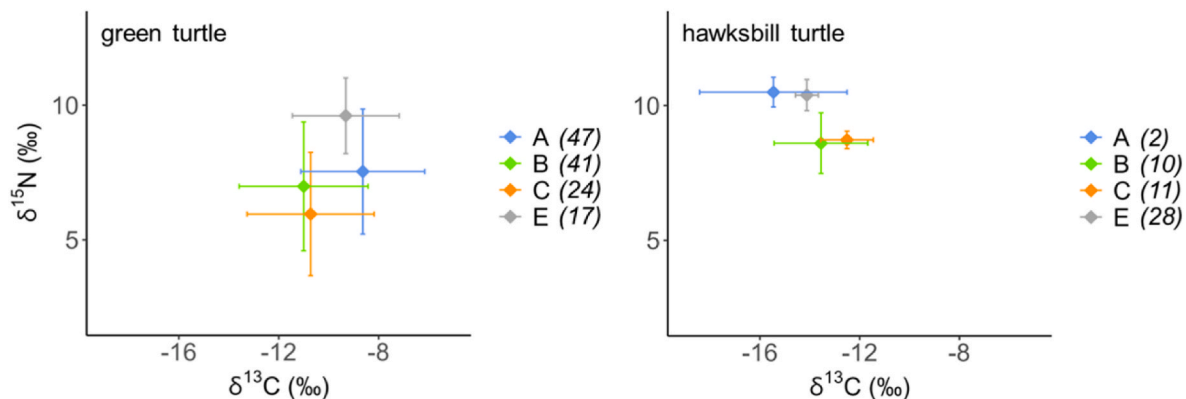 green turtle
δ¹⁵N (‰)
10
5
-16
-12
-8
δ¹³C (‰)
A (47)
B (41)
C (24)
E (17)
hawksbill turtle
10
5
-16
-12
-8
δ¹³C (‰)
A (2)
B (10)
C (11)
E (28)